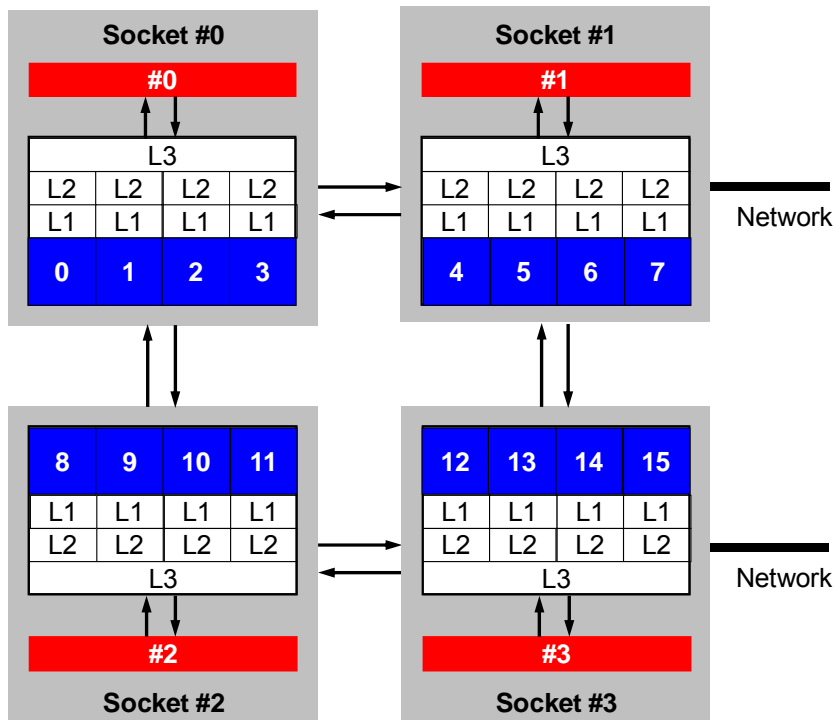 Socket #0
#0
L3
L2 L2 L2 L2
L1 L1 L1 L1
0 1 2 3
Socket #1
#1
L3
L2 L2 L2 L2
L1 L1 L1 L1
4 5 6 7
Network
8 9 10 11
L1 L1 L1 L1
L2 L2 L2 L2
L3
#2
Socket #2
12 13 14 15
L1 L1 L1 L1
L2 L2 L2 L2
L3
#3
Socket #3
Network